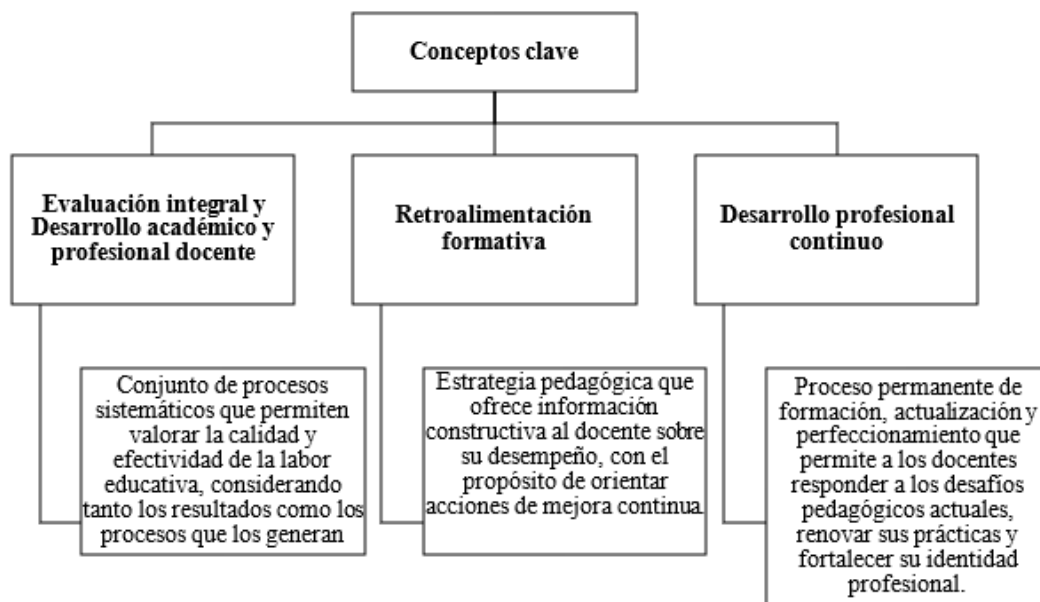 Conceptos clave
Evaluación integral y
Desarrollo académico y
profesional docente
Conjunto de procesos
sistemáticos que permiten
valorar la calidad y
efectividad de la labor
educativa, considerando
tanto los resultados como los
procesos que los generan
Retroalimentación
formativa
Estrategia pedagógica que
ofrece información
constructiva al docente sobre
su desempeño, con el
propósito de orientar
acciones de mejora continua.
Desarrollo profesional
continuo
Proceso permanente de
formación, actualización y
perfeccionamiento que
permite a los docentes
responder a los desafíos
pedagógicos actuales,
renovar sus prácticas y
fortalecer su identidad
profesional.